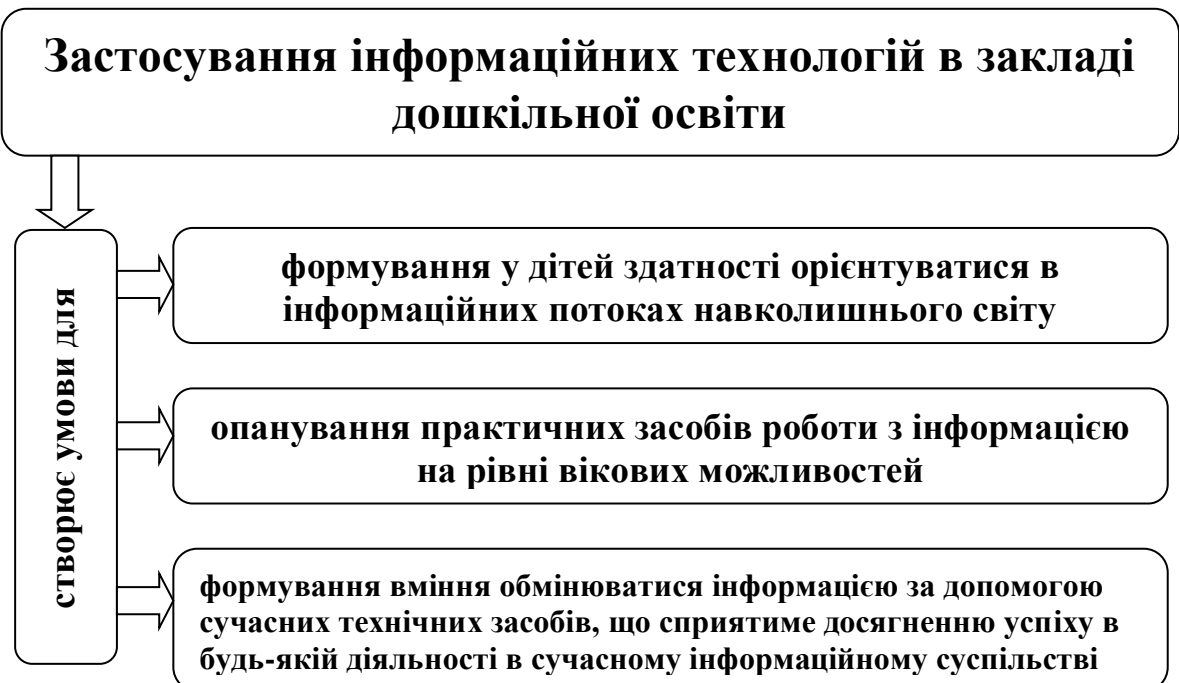 Застосування інформаційних технологій в закладі
дошкільної освіти
створює умови для
формування у дітей здатності орієнтуватися в
інформаційних потоках навколишнього світу
опанування практичних засобів роботи з інформацією
на рівні вікових можливостей
формування вміння обмінюватися інформацією за допомогою
сучасних технічних засобів, що сприятиме досягненню успіху в
будь-якій діяльності в сучасному інформаційному суспільстві